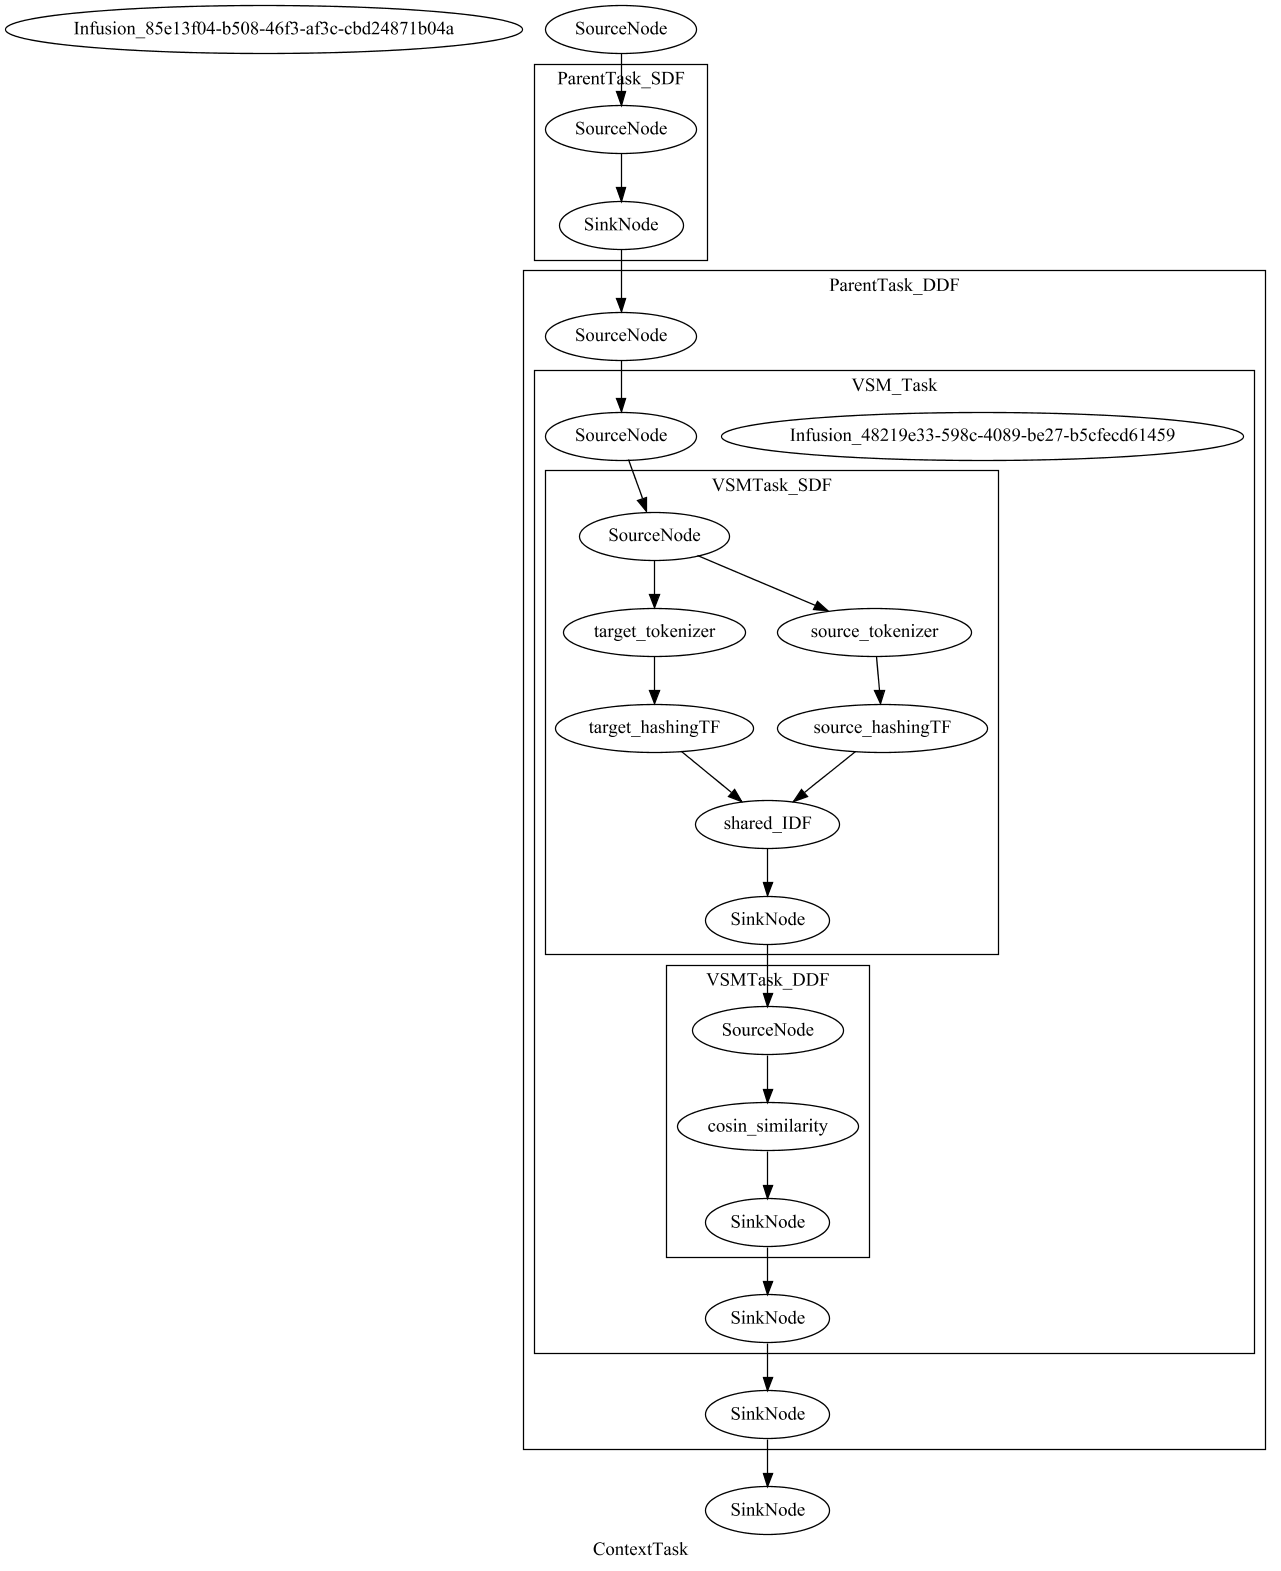 Infusion_85e13f04-b508-46f3-af3c-cbd24871b04a
SourceNode
ParentTask_SDF
SourceNode
SinkNode
ParentTask_DDF
SourceNode
VSM_Task
SourceNode
Infusion_48219e33-598c-4089-be27-b5cfecd61459
VSMTask_SDF
SourceNode
target_tokenizer
source_tokenizer
target_hashingTF
source_hashingTF
shared_IDF
SinkNode
VSMTask_DDF
SourceNode
cosin_similarity
SinkNode
SinkNode
SinkNode
SinkNode
ContextTask